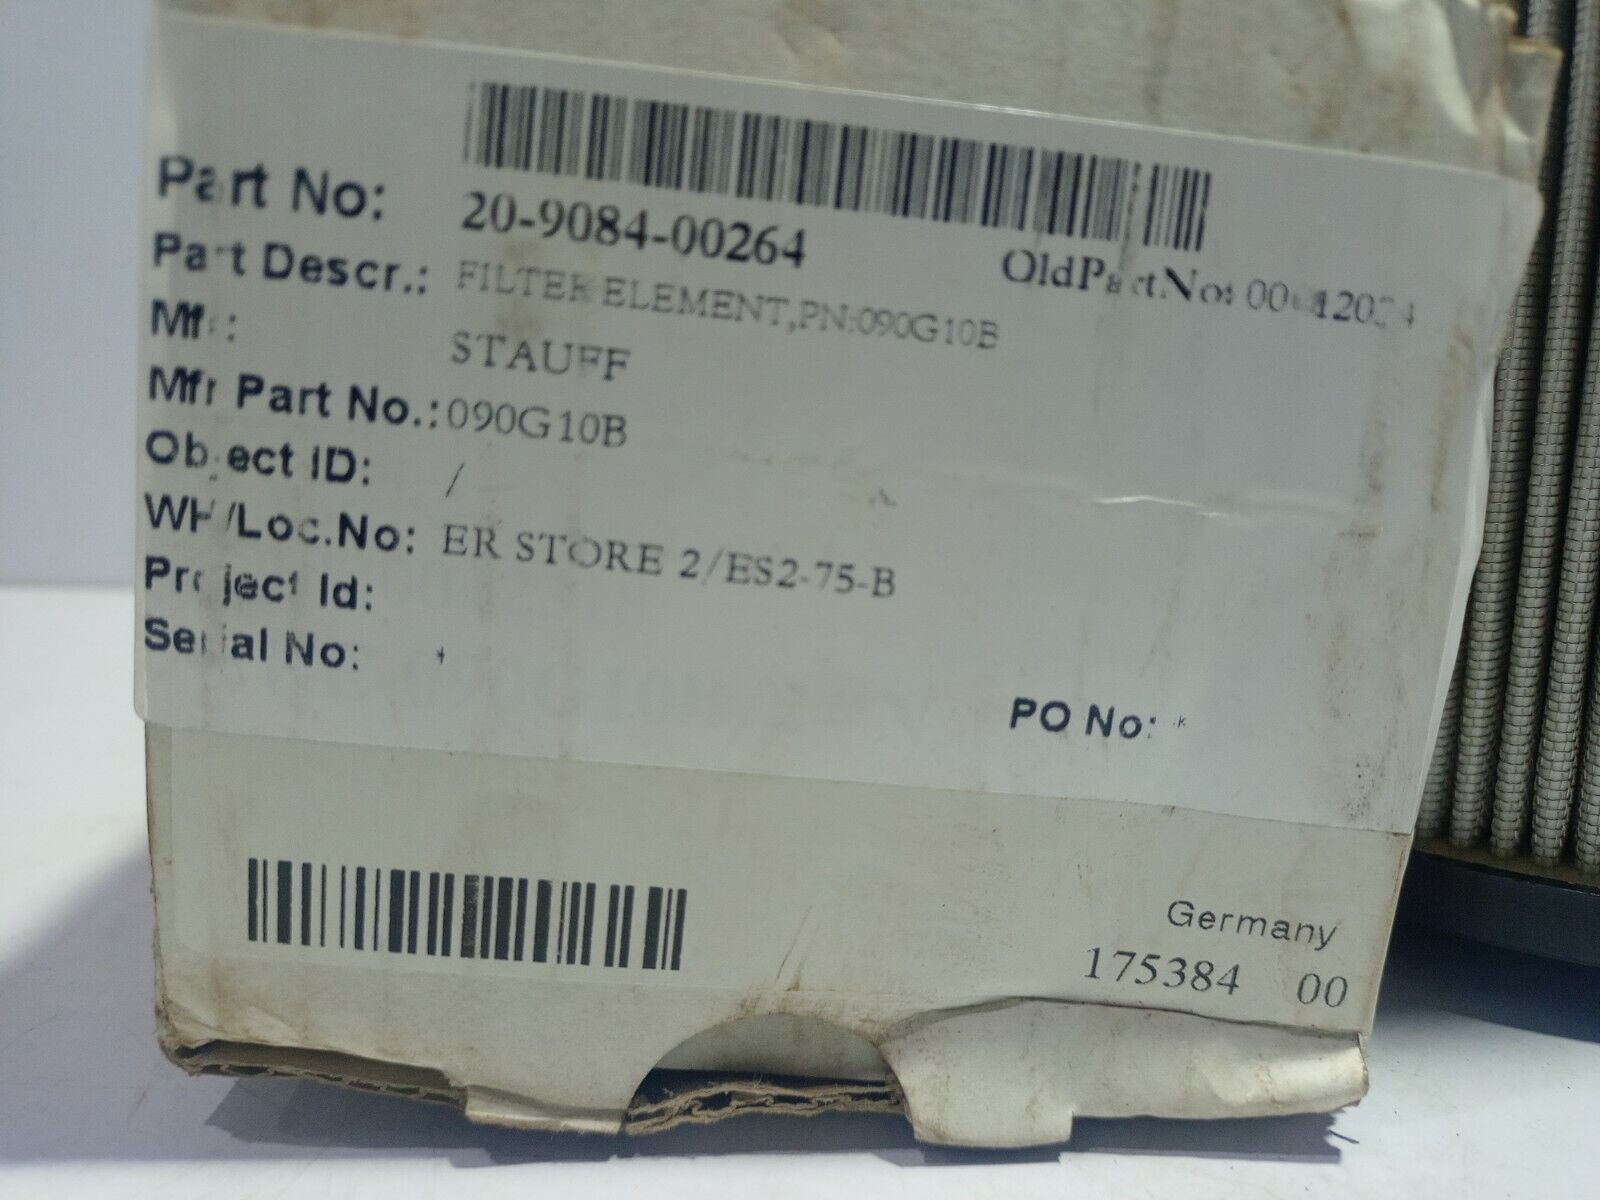 Part No: 20-9084-00264
OldPartNo:
Part Descr.: FILTER ELEMENT,PN:090G10B
Mfr: STAUFF
Mfr Part No.: 090G10B
Object ID: /
WH/Loc.No: ER STORE 2/ES2-75-B
Project Id:
Serial No: *
PO No: *
Germany
175384 00